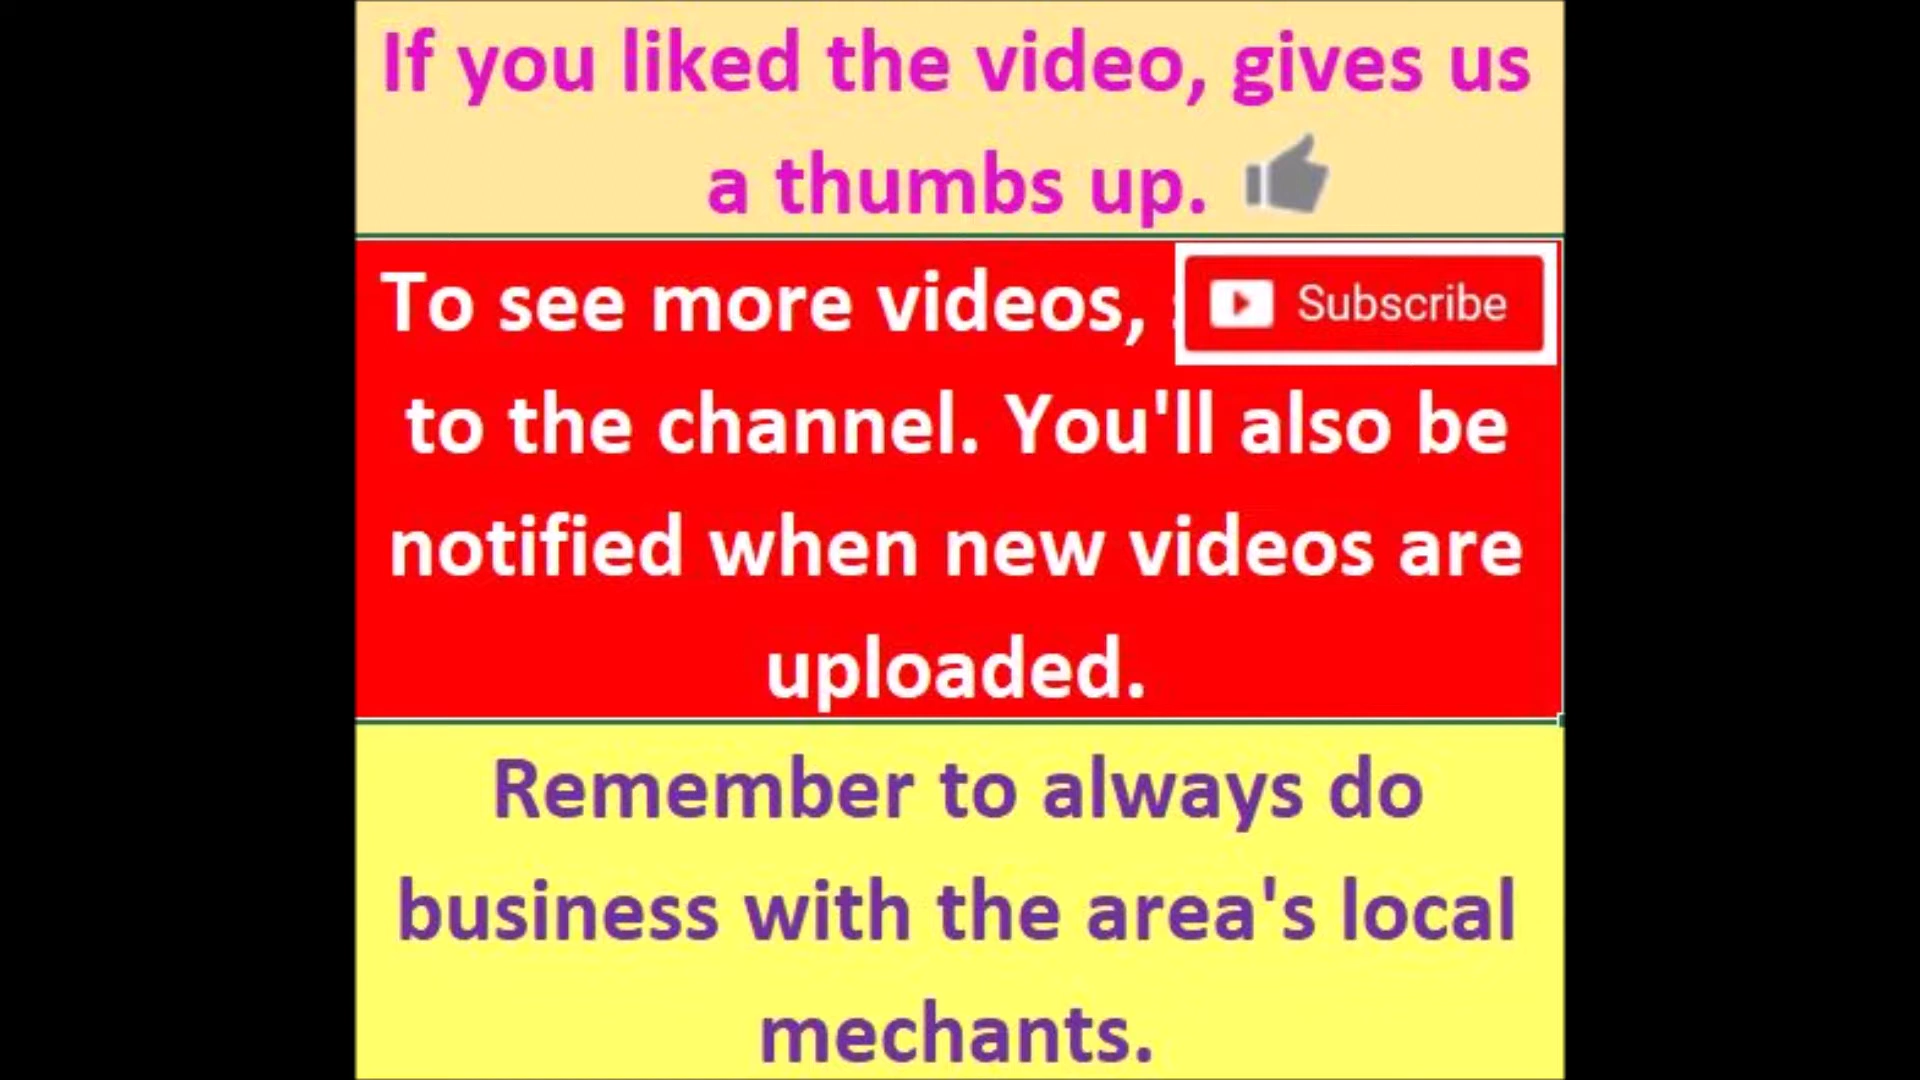 If you liked the video, gives us
a thumbs up.
To see more videos, Subscribe
to the channel. You'll also be
notified when new videos are
uploaded.
Remember to always do
business with the area's local
mechants.